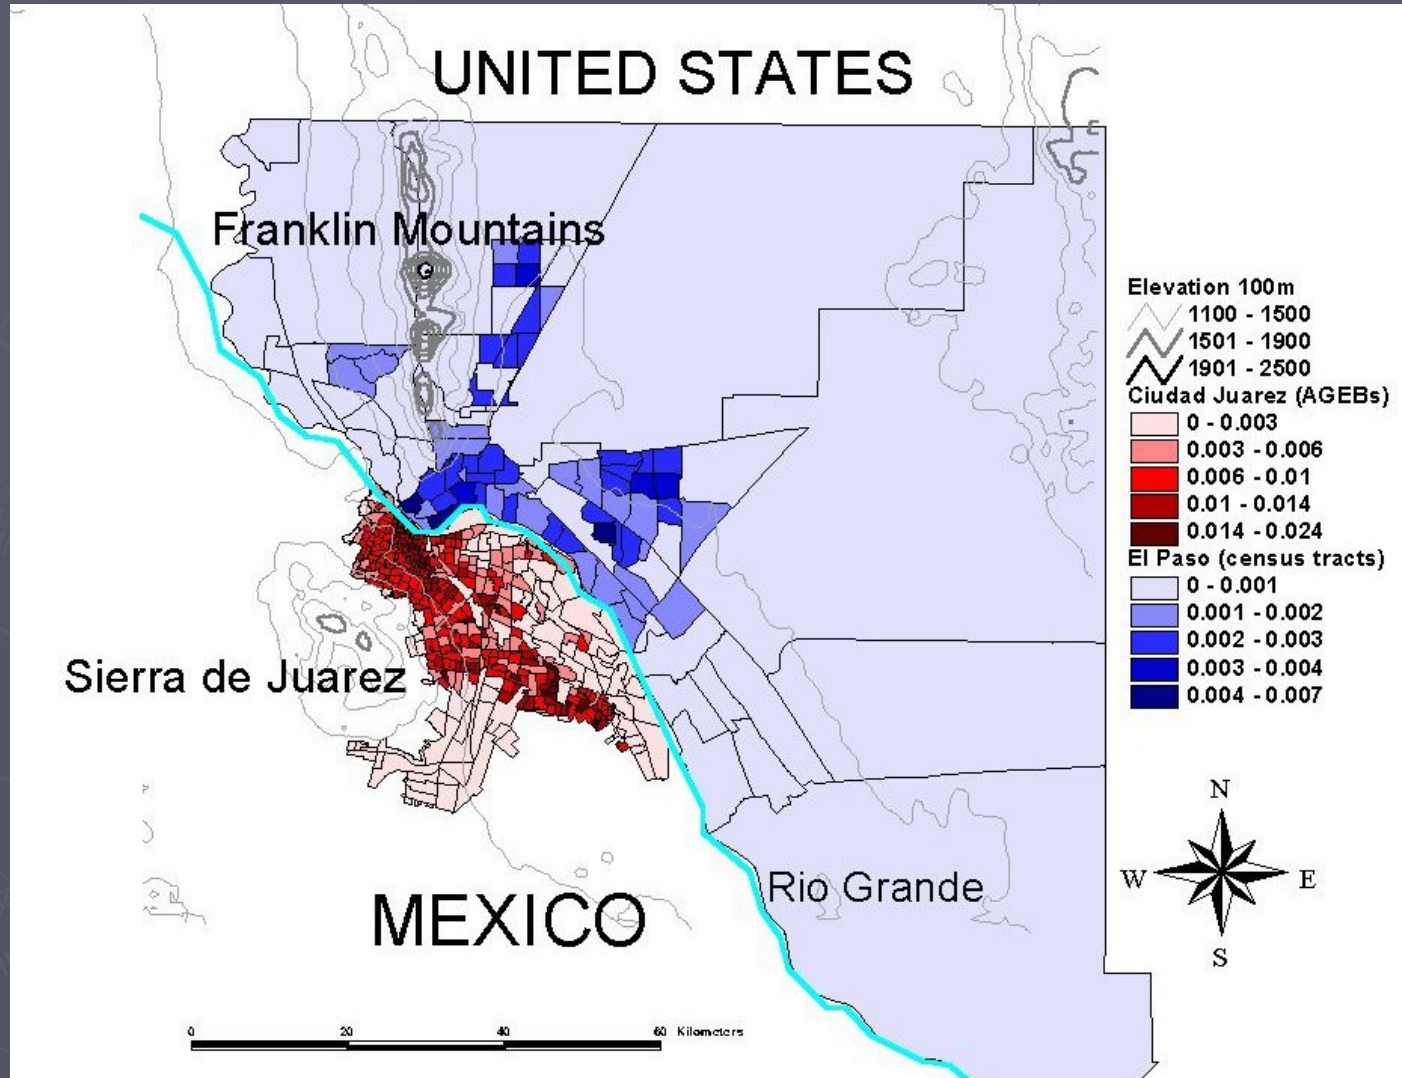 UNITED STATES
Franklin Mountains
Sierra de Juarez
MEXICO
Rio Grande
Elevation 100m
1100 - 1500
1501 - 1900
1901 - 2500
Ciudad Juarez (AGEBs)
0 - 0.003
0.003 - 0.006
0.006 - 0.01
0.01 - 0.014
0.014 - 0.024
El Paso (census tracts)
0 - 0.001
0.001 - 0.002
0.002 - 0.003
0.003 - 0.004
0.004 - 0.007
N
W E
S
0 20 40 60 Kilometers